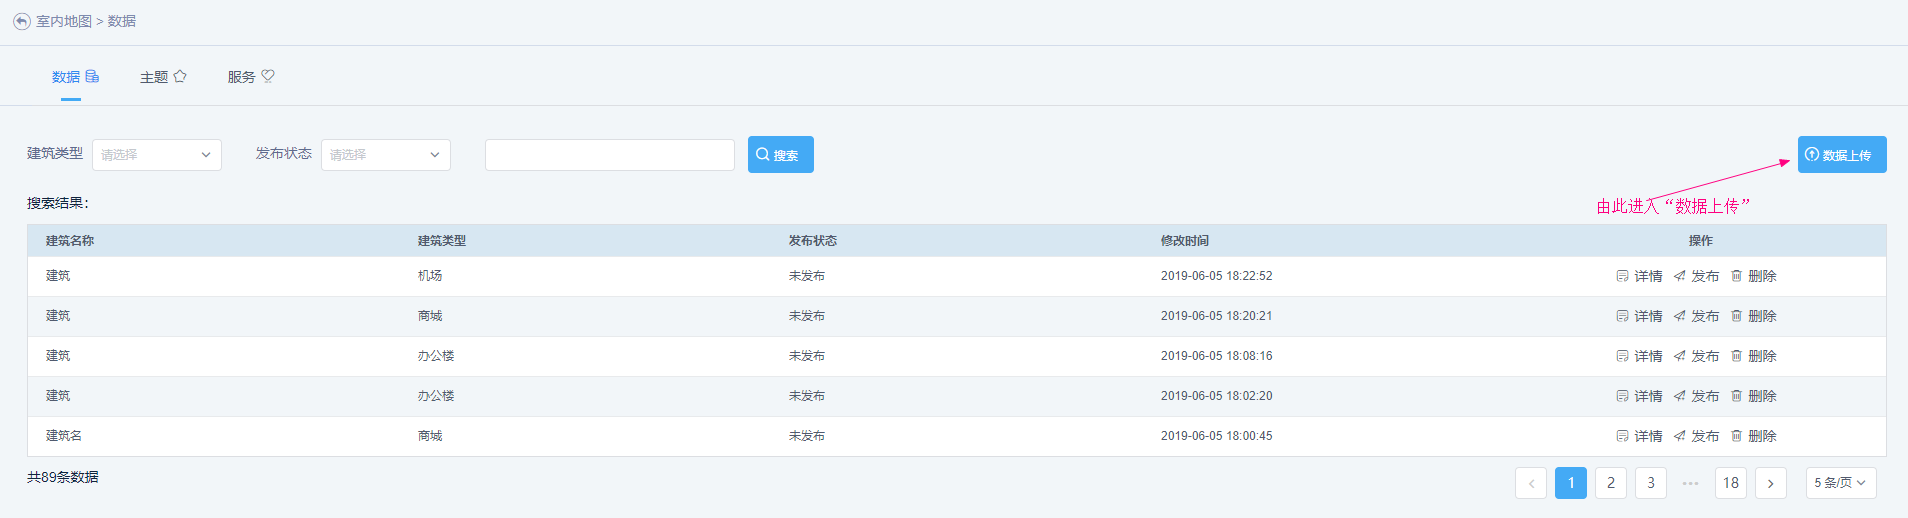 室内地图 > 数据
数据 主题 服务
建筑类型 请选择 发布状态 请选择 搜索 数据上传
由此进入“数据上传”
搜索结果：
建筑名称 建筑类型 发布状态 修改时间 操作
建筑 机场 未发布 2019-06-05 18:22:52 详情 发布 删除
建筑 商城 未发布 2019-06-05 18:20:21 详情 发布 删除
建筑 办公楼 未发布 2019-06-05 18:08:16 详情 发布 删除
建筑 办公楼 未发布 2019-06-05 18:02:20 详情 发布 删除
建筑名 商城 未发布 2019-06-05 18:00:45 详情 发布 删除
共89条数据 1 2 3 ··· 18 5 条/页